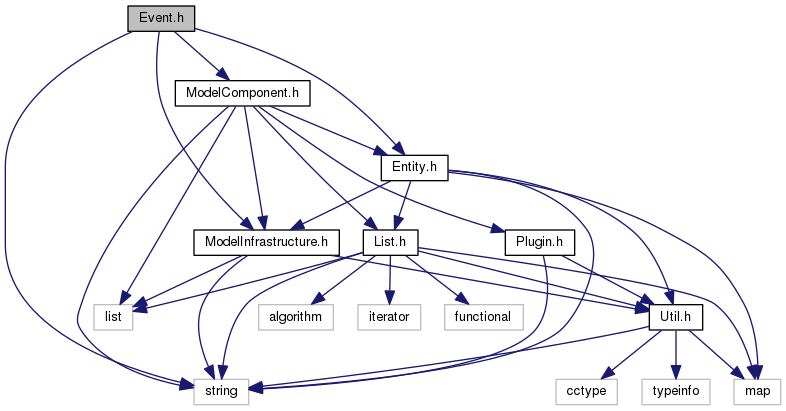 Event.h
ModelComponent.h
Entity.h
ModelInfrastructure.h
List.h
Plugin.h
list
algorithm
iterator
functional
Util.h
string
cctype
typeinfo
map